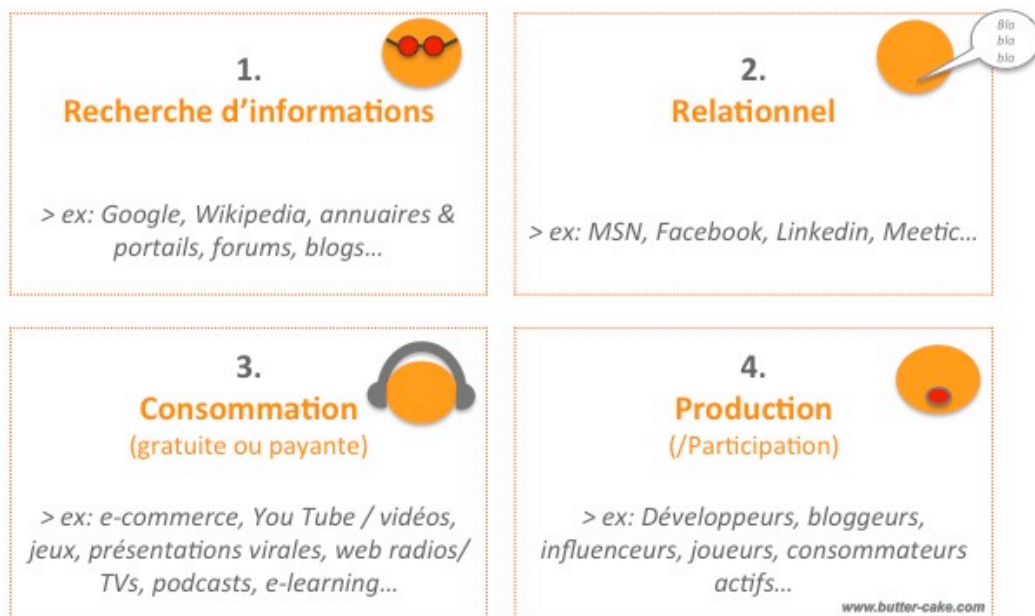 1.
Recherche d'informations
> ex: Google, Wikipedia, annuaires &
portails, forums, blogs...
Bla
bla
bla
2.
Relationnel
> ex: MSN, Facebook, Linkedin, Meetic...
3.
Consommation
(gratuite ou payante)
> ex: e-commerce, You Tube / vidéos,
jeux, présentations virales, web radios/
TVs, podcasts, e-learning...
4.
Production
(/Participation)
> ex: Développeurs, bloggeurs,
influenceurs, joueurs, consommateurs
actifs...
www.butter-cake.com